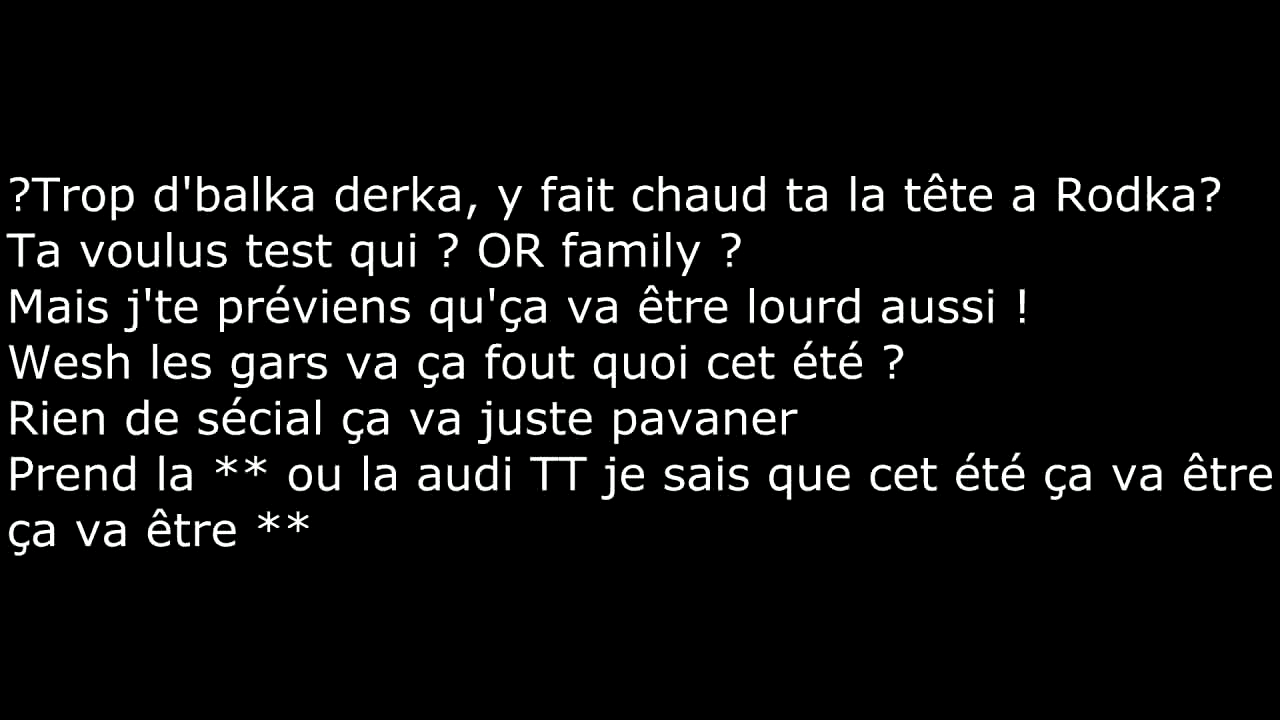 ?Trop d'balka derka, y fait chaud ta la tête a Rodka?
Ta voulus test qui ? OR family ?
Mais j'te préviens qu'ça va être lourd aussi !
Wesh les gars va ça fout quoi cet été ?
Rien de sécial ça va juste pavaner
Prend la ** ou la audi TT je sais que cet été ça va être
ça va être **